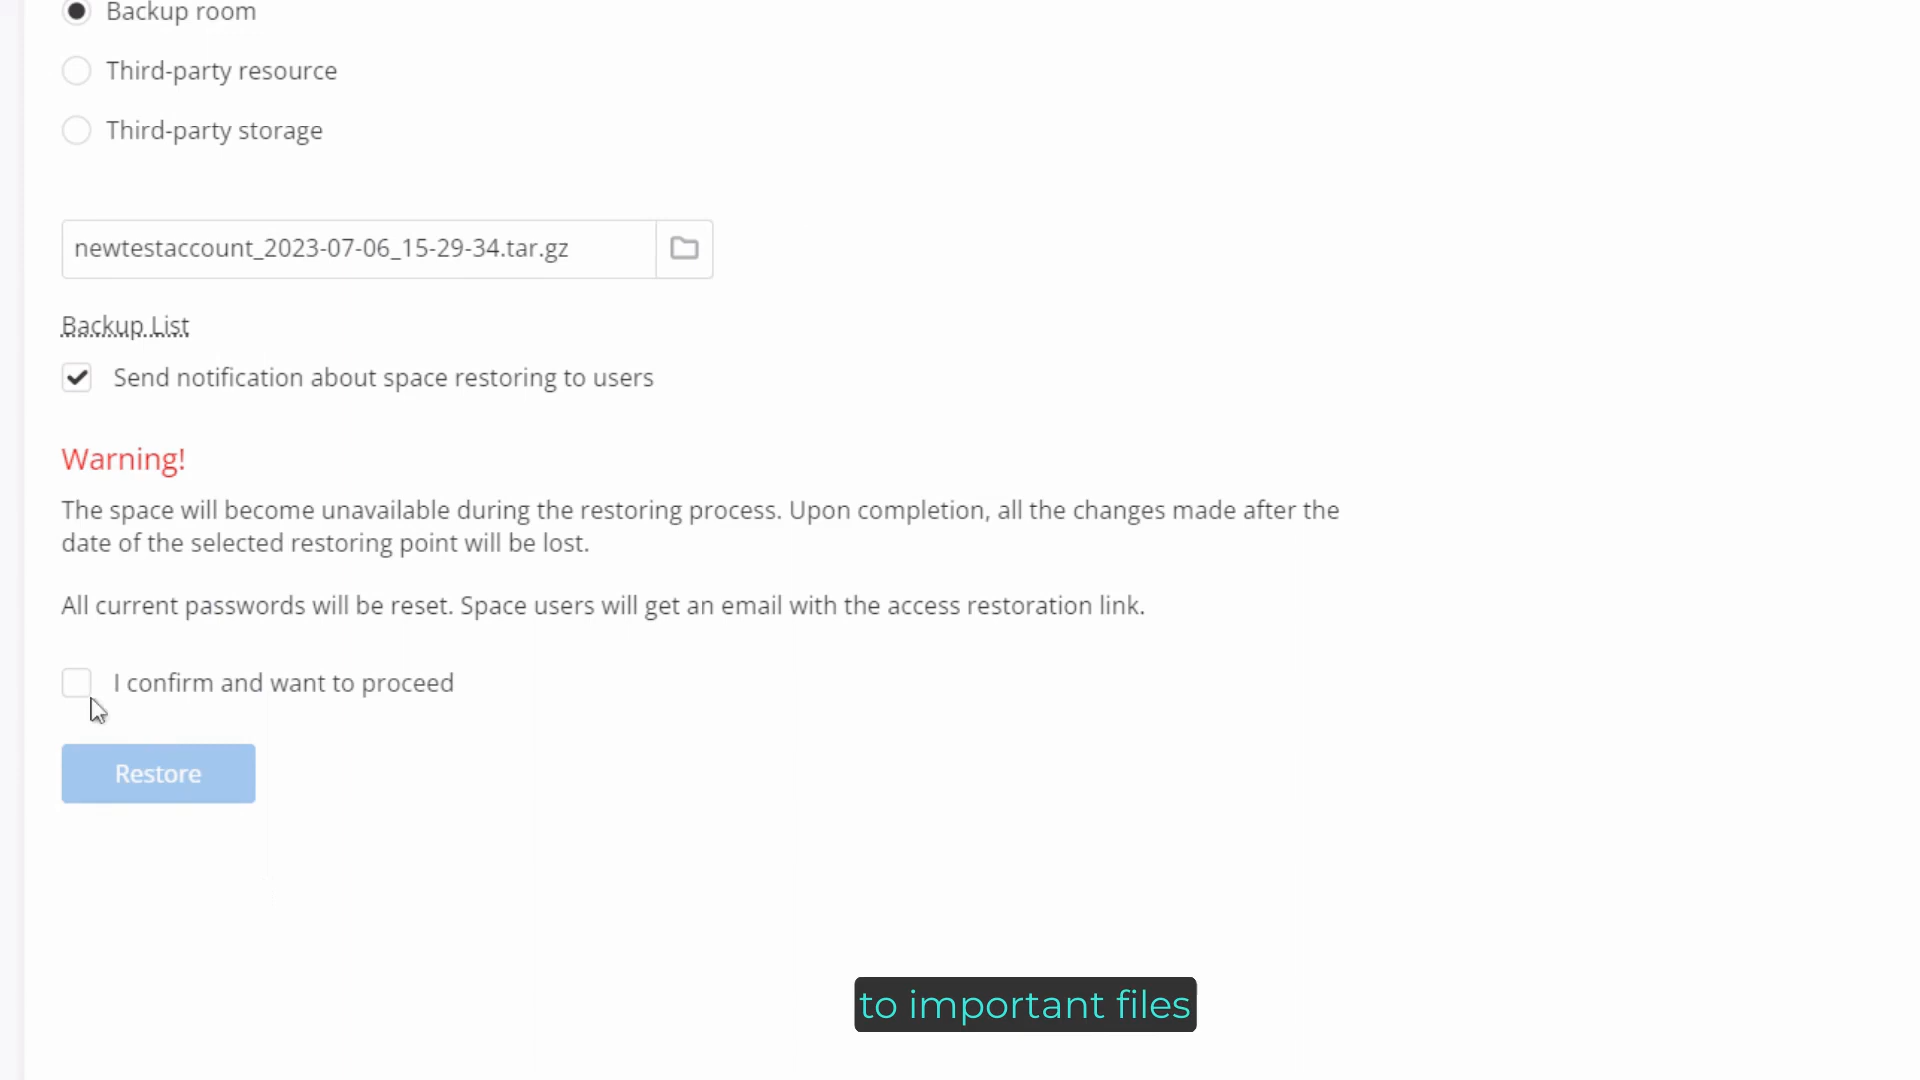 Backup room
Third-party resource
Third-party storage
newtestaccount_2023-07-06_15-29-34.tar.gz
Backup List
Send notification about space restoring to users
Warning!
The space will become unavailable during the restoring process. Upon completion, all the changes made after the
date of the selected restoring point will be lost.
All current passwords will be reset. Space users will get an email with the access restoration link.
I confirm and want to proceed
Restore
to important files